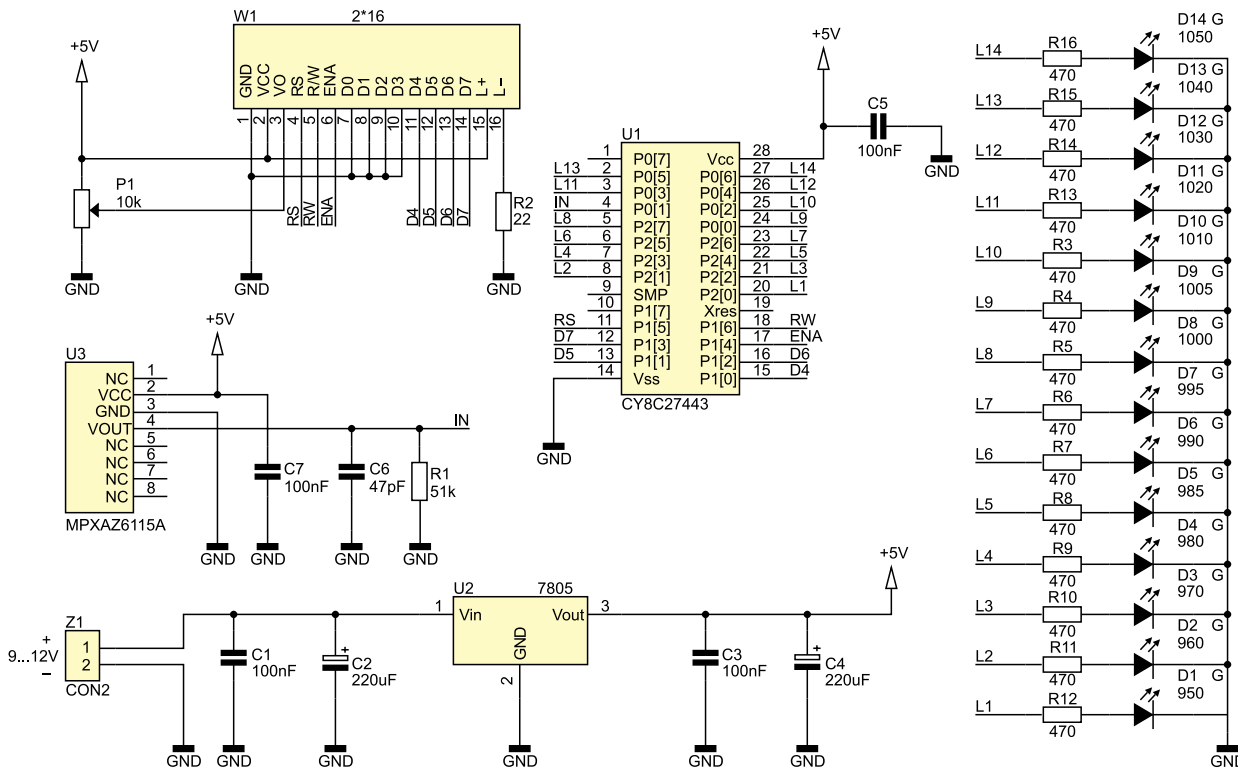 W1 2*16
+5V
GND VCC VO RS R/W ENA D0 D1 D2 D3 D4 D5 D6 D7 L+ L-
1 2 3 4 5 6 7 8 9 10 11 12 13 14 15 16
P1
10k
RS RW ENA D4 D5 D6 D7
R2
22
GND GND GND
+5V
C5
100nF
GND
U1
1 P0[7] Vcc 28
L13 2 P0[5] P0[6] 27 L14
L11 3 P0[3] P0[4] 26 L12
IN 4 P0[1] P0[2] 25 L10
L8 5 P2[7] P0[0] 24 L9
L6 6 P2[5] P2[6] 23 L7
L4 7 P2[3] P2[4] 22 L5
L2 8 P2[1] P2[2] 21 L3
9 SMP P2[0] 20 L1
10 P1[7] Xres 19
RS 11 P1[5] P1[6] 18 RW
D7 12 P1[3] P1[4] 17 ENA
D5 13 P1[1] P1[2] 16 D6
14 Vss P1[0] 15 D4
CY8C27443
GND
+5V
U3
NC 1
VCC 2
GND 3
VOUT 4 IN
NC 5
NC 6
NC 7
NC 8
MPXAZ6115A
C7
100nF
C6
47pF
R1
51k
GND GND GND GND
Z1
+
9...12V
–
1
2
CON2
C1
100nF
C2
+
220uF
U2 7805
1 Vin Vout 3
GND
2
C3
100nF
C4
+
220uF
+5V
GND GND GND GND GND GND
L14 R16 470 D14 G 1050
L13 R15 470 D13 G 1040
L12 R14 470 D12 G 1030
L11 R13 470 D11 G 1020
L10 R3 470 D10 G 1010
L9 R4 470 D9 G 1005
L8 R5 470 D8 G 1000
L7 R6 470 D7 G 995
L6 R7 470 D6 G 990
L5 R8 470 D5 G 985
L4 R9 470 D4 G 980
L3 R10 470 D3 G 970
L2 R11 470 D2 G 960
L1 R12 470 D1 G 950
GND